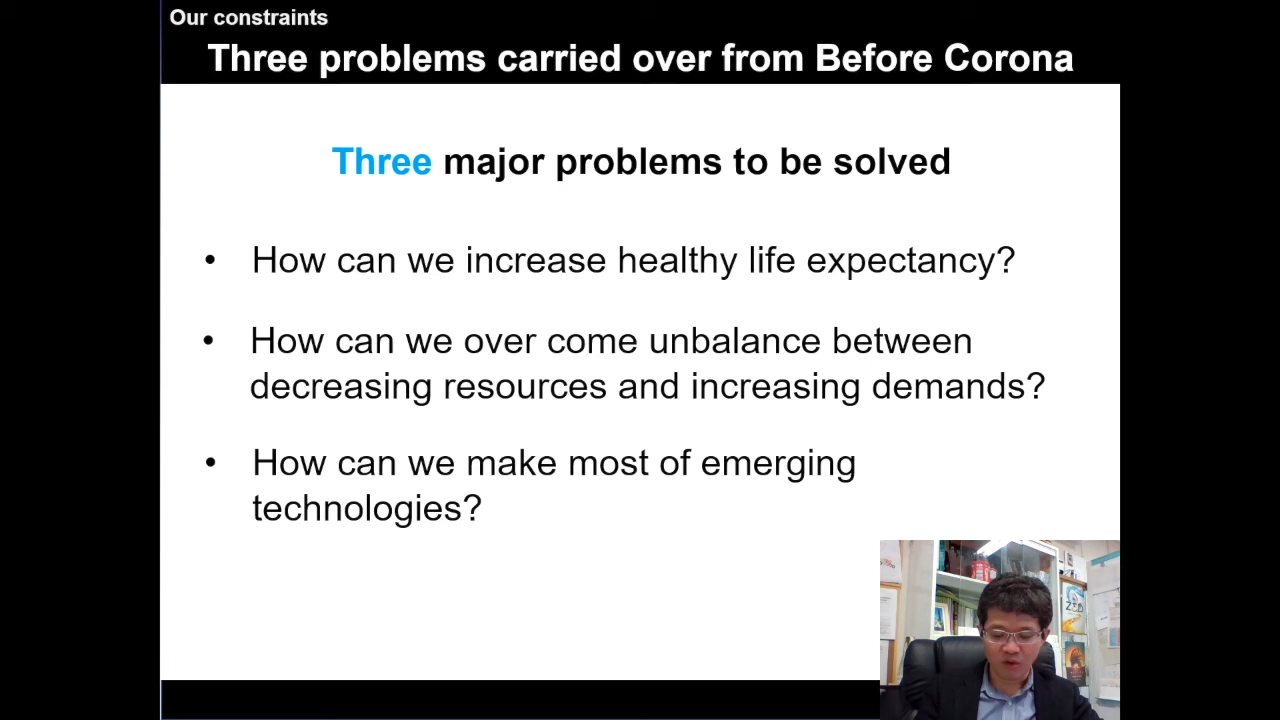 Our constraints
Three problems carried over from Before Corona
Three major problems to be solved
• How can we increase healthy life expectancy?
• How can we over come unbalance between
decreasing resources and increasing demands?
• How can we make most of emerging
technologies?